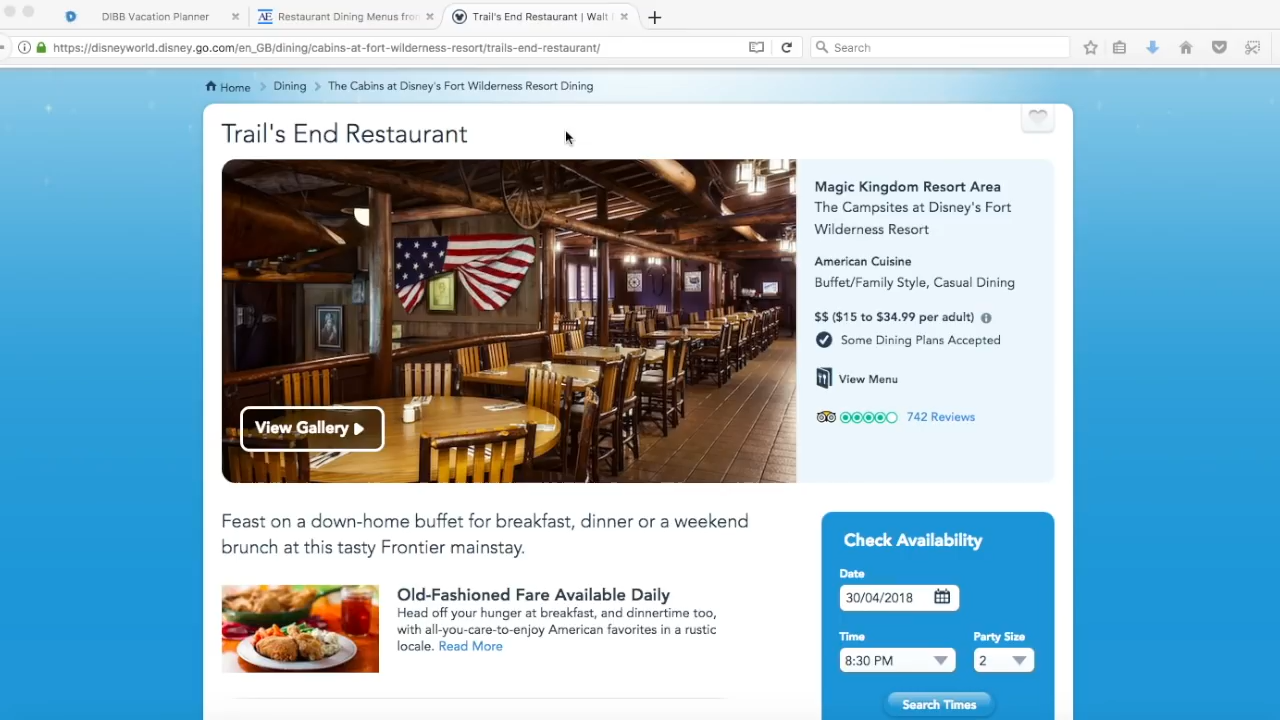 DIBB Vacation Planner
Restaurant Dining Menus fro
Trail's End Restaurant | Walt
https://disneyworld.disney.go.com/en_GB/dining/cabins-at-fort-wilderness-resort/trails-end-restaurant/
Search
Home
Dining
The Cabins at Disney's Fort Wilderness Resort Dining
Trail's End Restaurant
Magic Kingdom Resort Area
The Campsites at Disney's Fort
Wilderness Resort
American Cuisine
Buffet/Family Style, Casual Dining
$$ ($15 to $34.99 per adult)
Some Dining Plans Accepted
View Menu
742 Reviews
View Gallery
Feast on a down-home buffet for breakfast, dinner or a weekend
brunch at this tasty Frontier mainstay.
Old-Fashioned Fare Available Daily
Head off your hunger at breakfast, and dinnertime too,
with all-you-care-to-enjoy American favorites in a rustic
locale. Read More
Check Availability
Date
30/04/2018
Time
Party Size
8:30 PM
2
Search Times